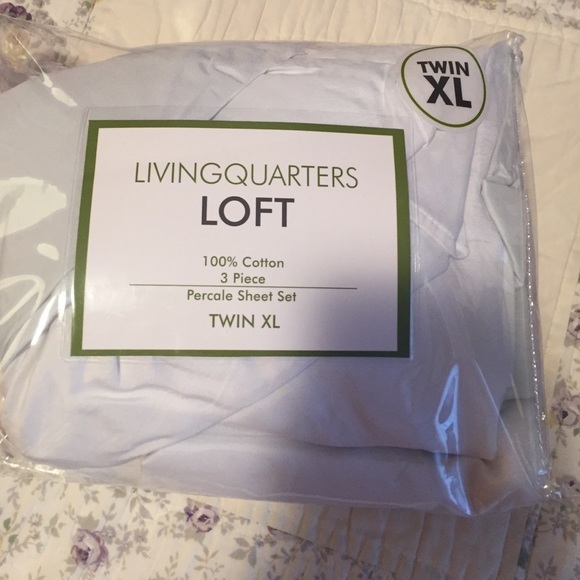 TWIN
XL
LIVINGQUARTERS
LOFT
100% Cotton
3 Piece
Percale Sheet Set
TWIN XL